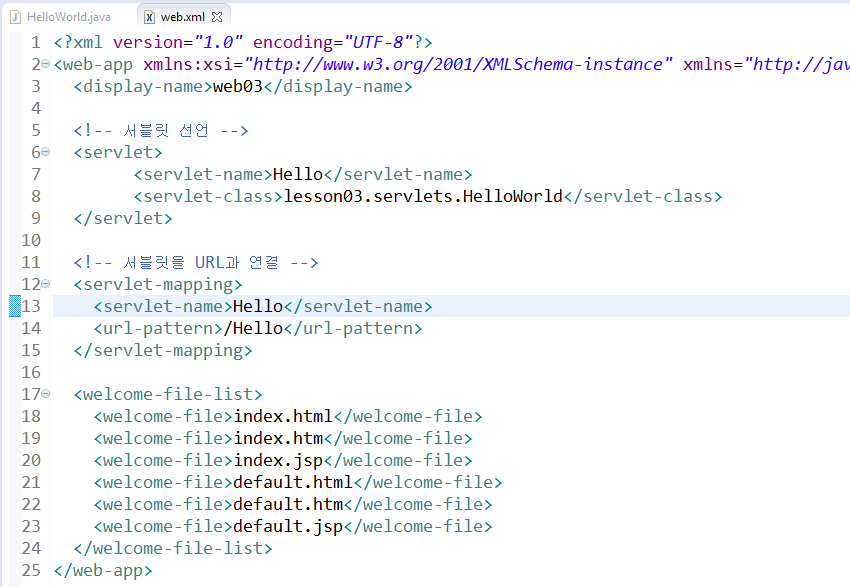 HelloWorld.java
web.xml
1 <?xml version="1.0" encoding="UTF-8"?>
2 <web-app xmlns:xsi="http://www.w3.org/2001/XMLSchema-instance" xmlns="http://jav
3 <display-name>web03</display-name>
4
5 <!-- 서블릿 선언 -->
6 <servlet>
7 <servlet-name>Hello</servlet-name>
8 <servlet-class>lesson03.servlets.HelloWorld</servlet-class>
9 </servlet>
10
11 <!-- 서블릿을 URL과 연결 -->
12 <servlet-mapping>
13 <servlet-name>Hello</servlet-name>
14 <url-pattern>/Hello</url-pattern>
15 </servlet-mapping>
16
17 <welcome-file-list>
18 <welcome-file>index.html</welcome-file>
19 <welcome-file>index.htm</welcome-file>
20 <welcome-file>index.jsp</welcome-file>
21 <welcome-file>default.html</welcome-file>
22 <welcome-file>default.htm</welcome-file>
23 <welcome-file>default.jsp</welcome-file>
24 </welcome-file-list>
25 </web-app>